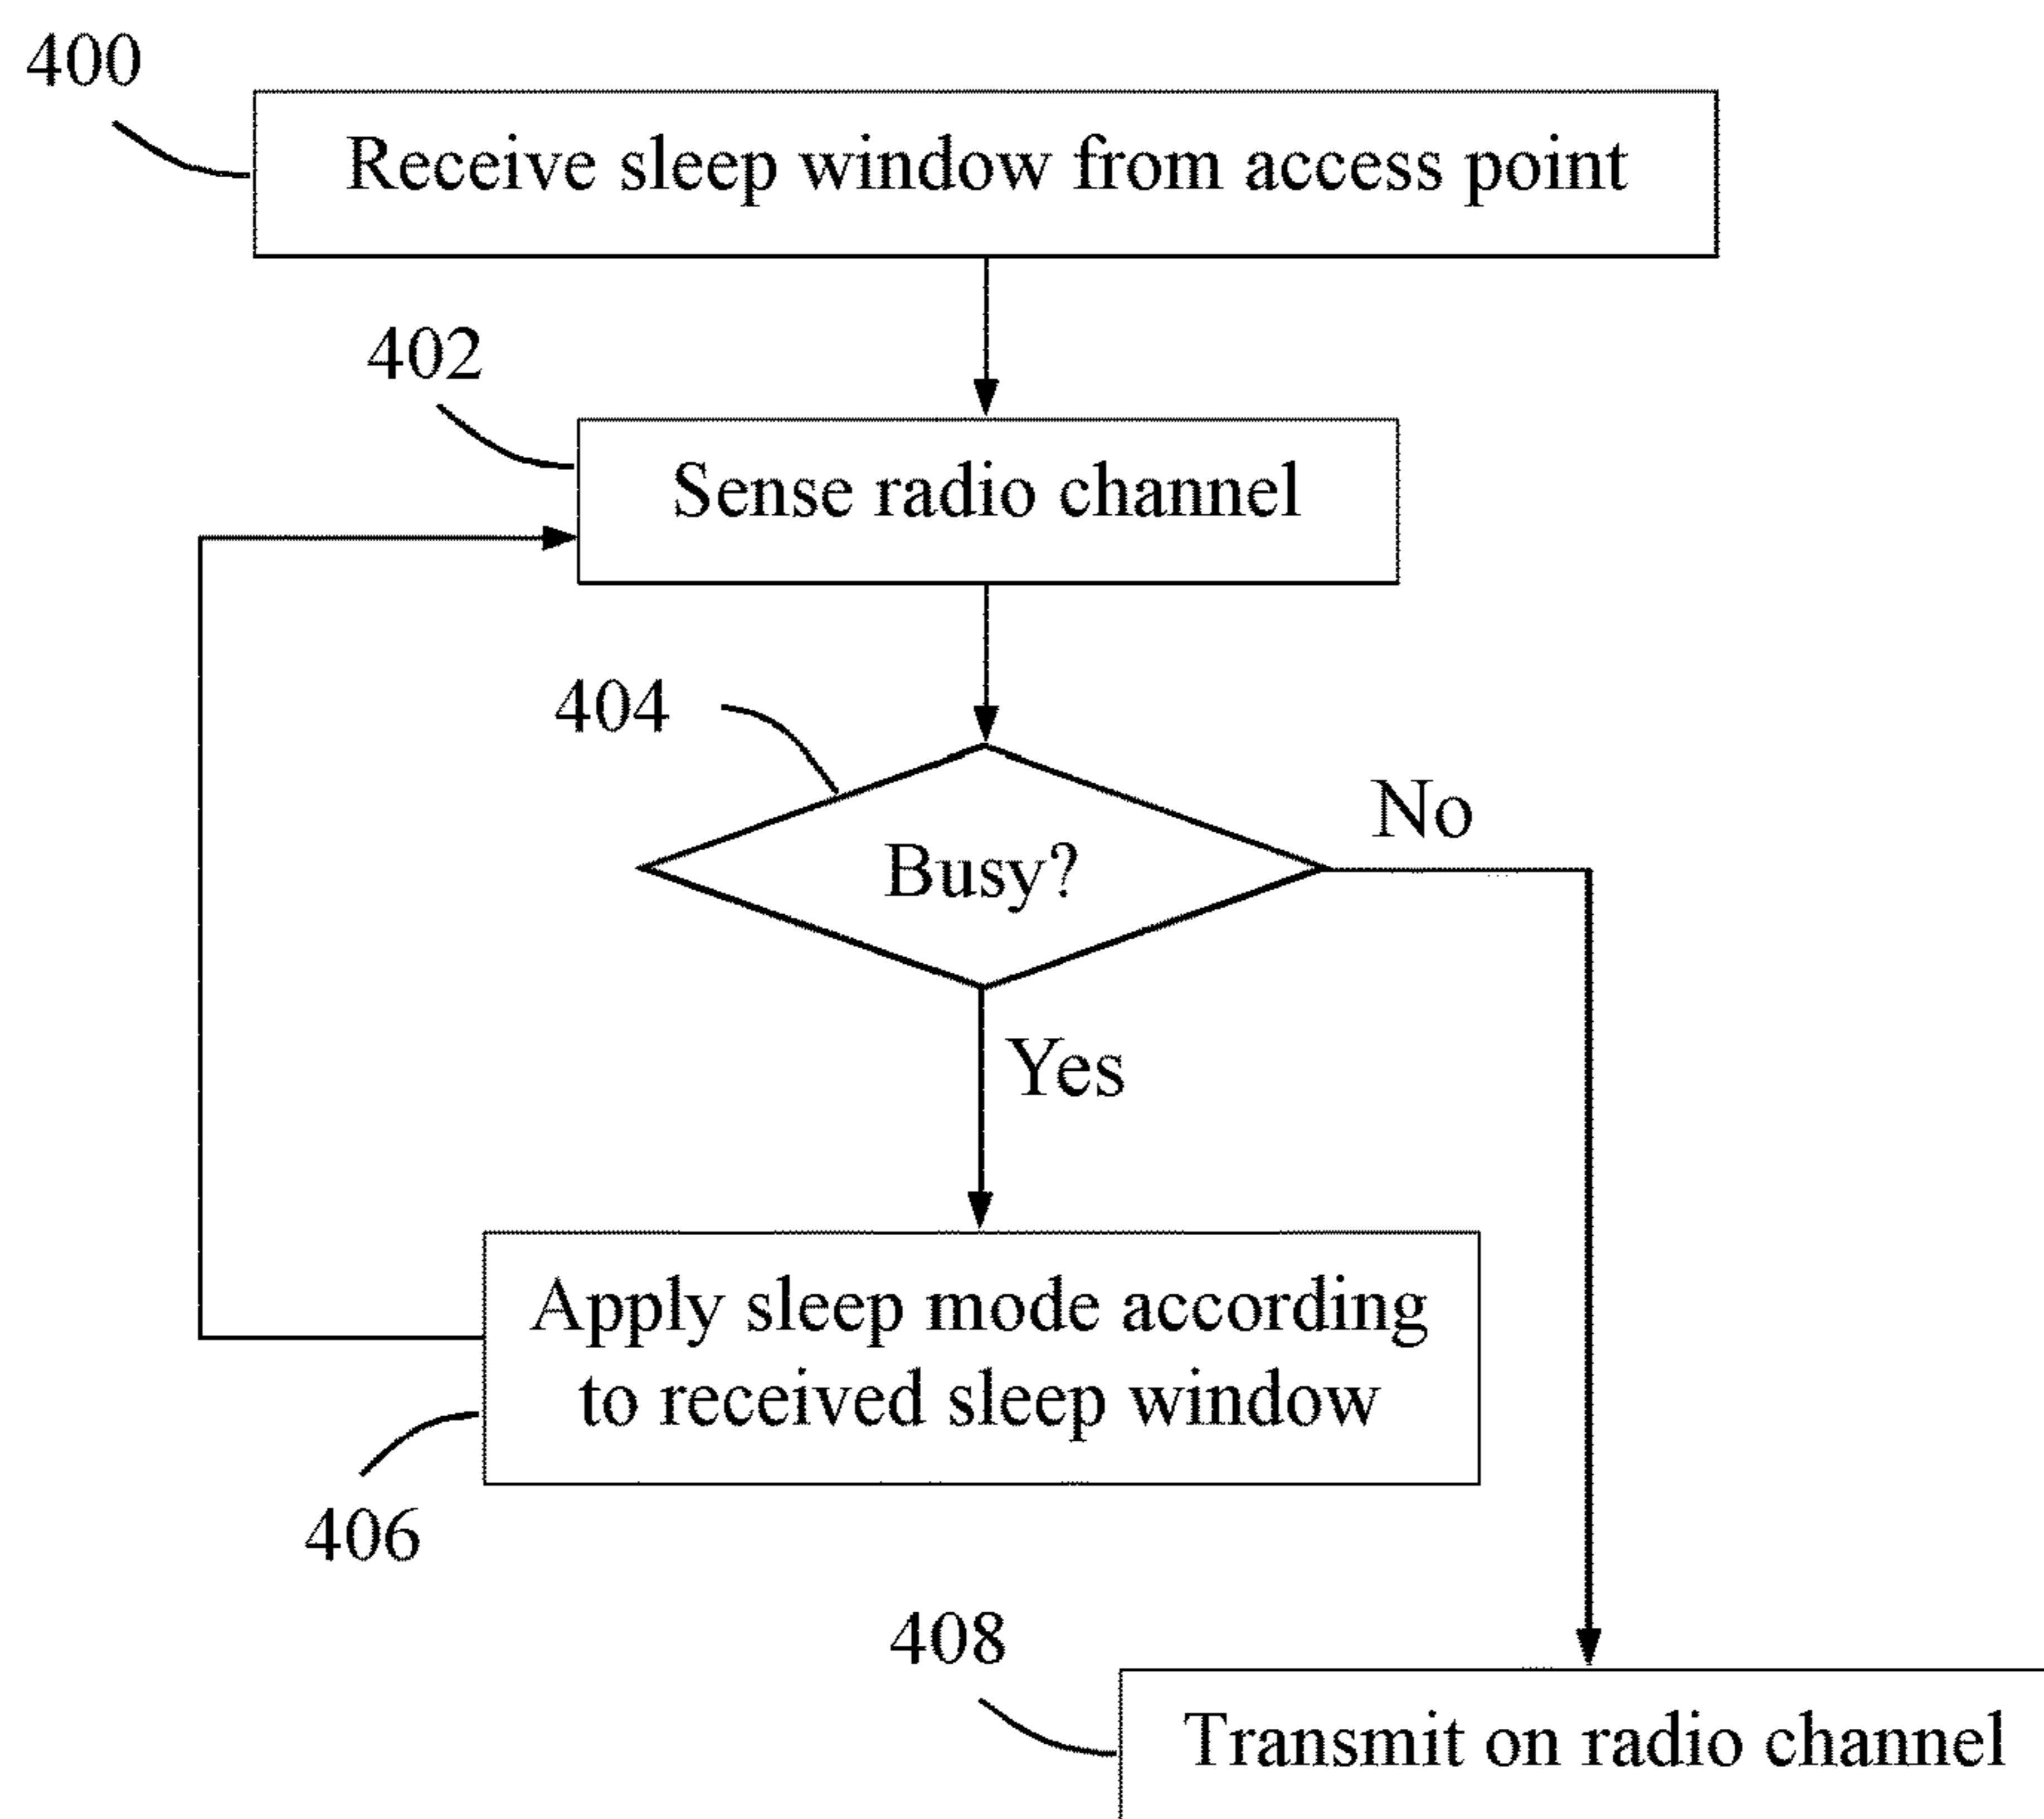 400
Receive sleep window from access point
402
Sense radio channel
404
No
Busy?
Yes
Apply sleep mode according
to received sleep window
406
408
Transmit on radio channel